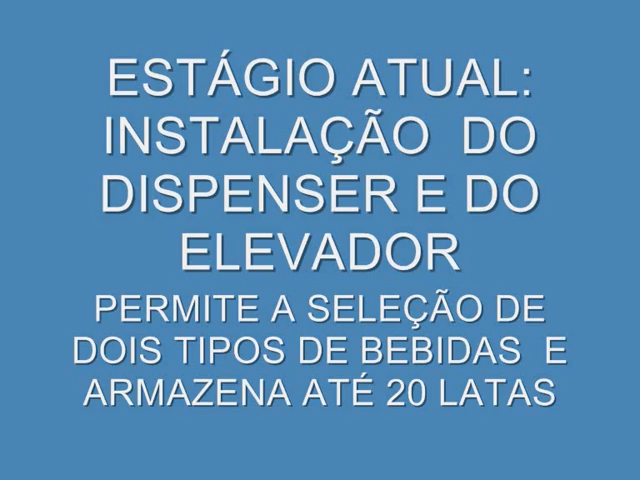 ESTÁGIO ATUAL:
INSTALAÇÃO DO
DISPENSER E DO
ELEVADOR
PERMITE A SELEÇÃO DE
DOIS TIPOS DE BEBIDAS E
ARMAZENA ATÉ 20 LATAS